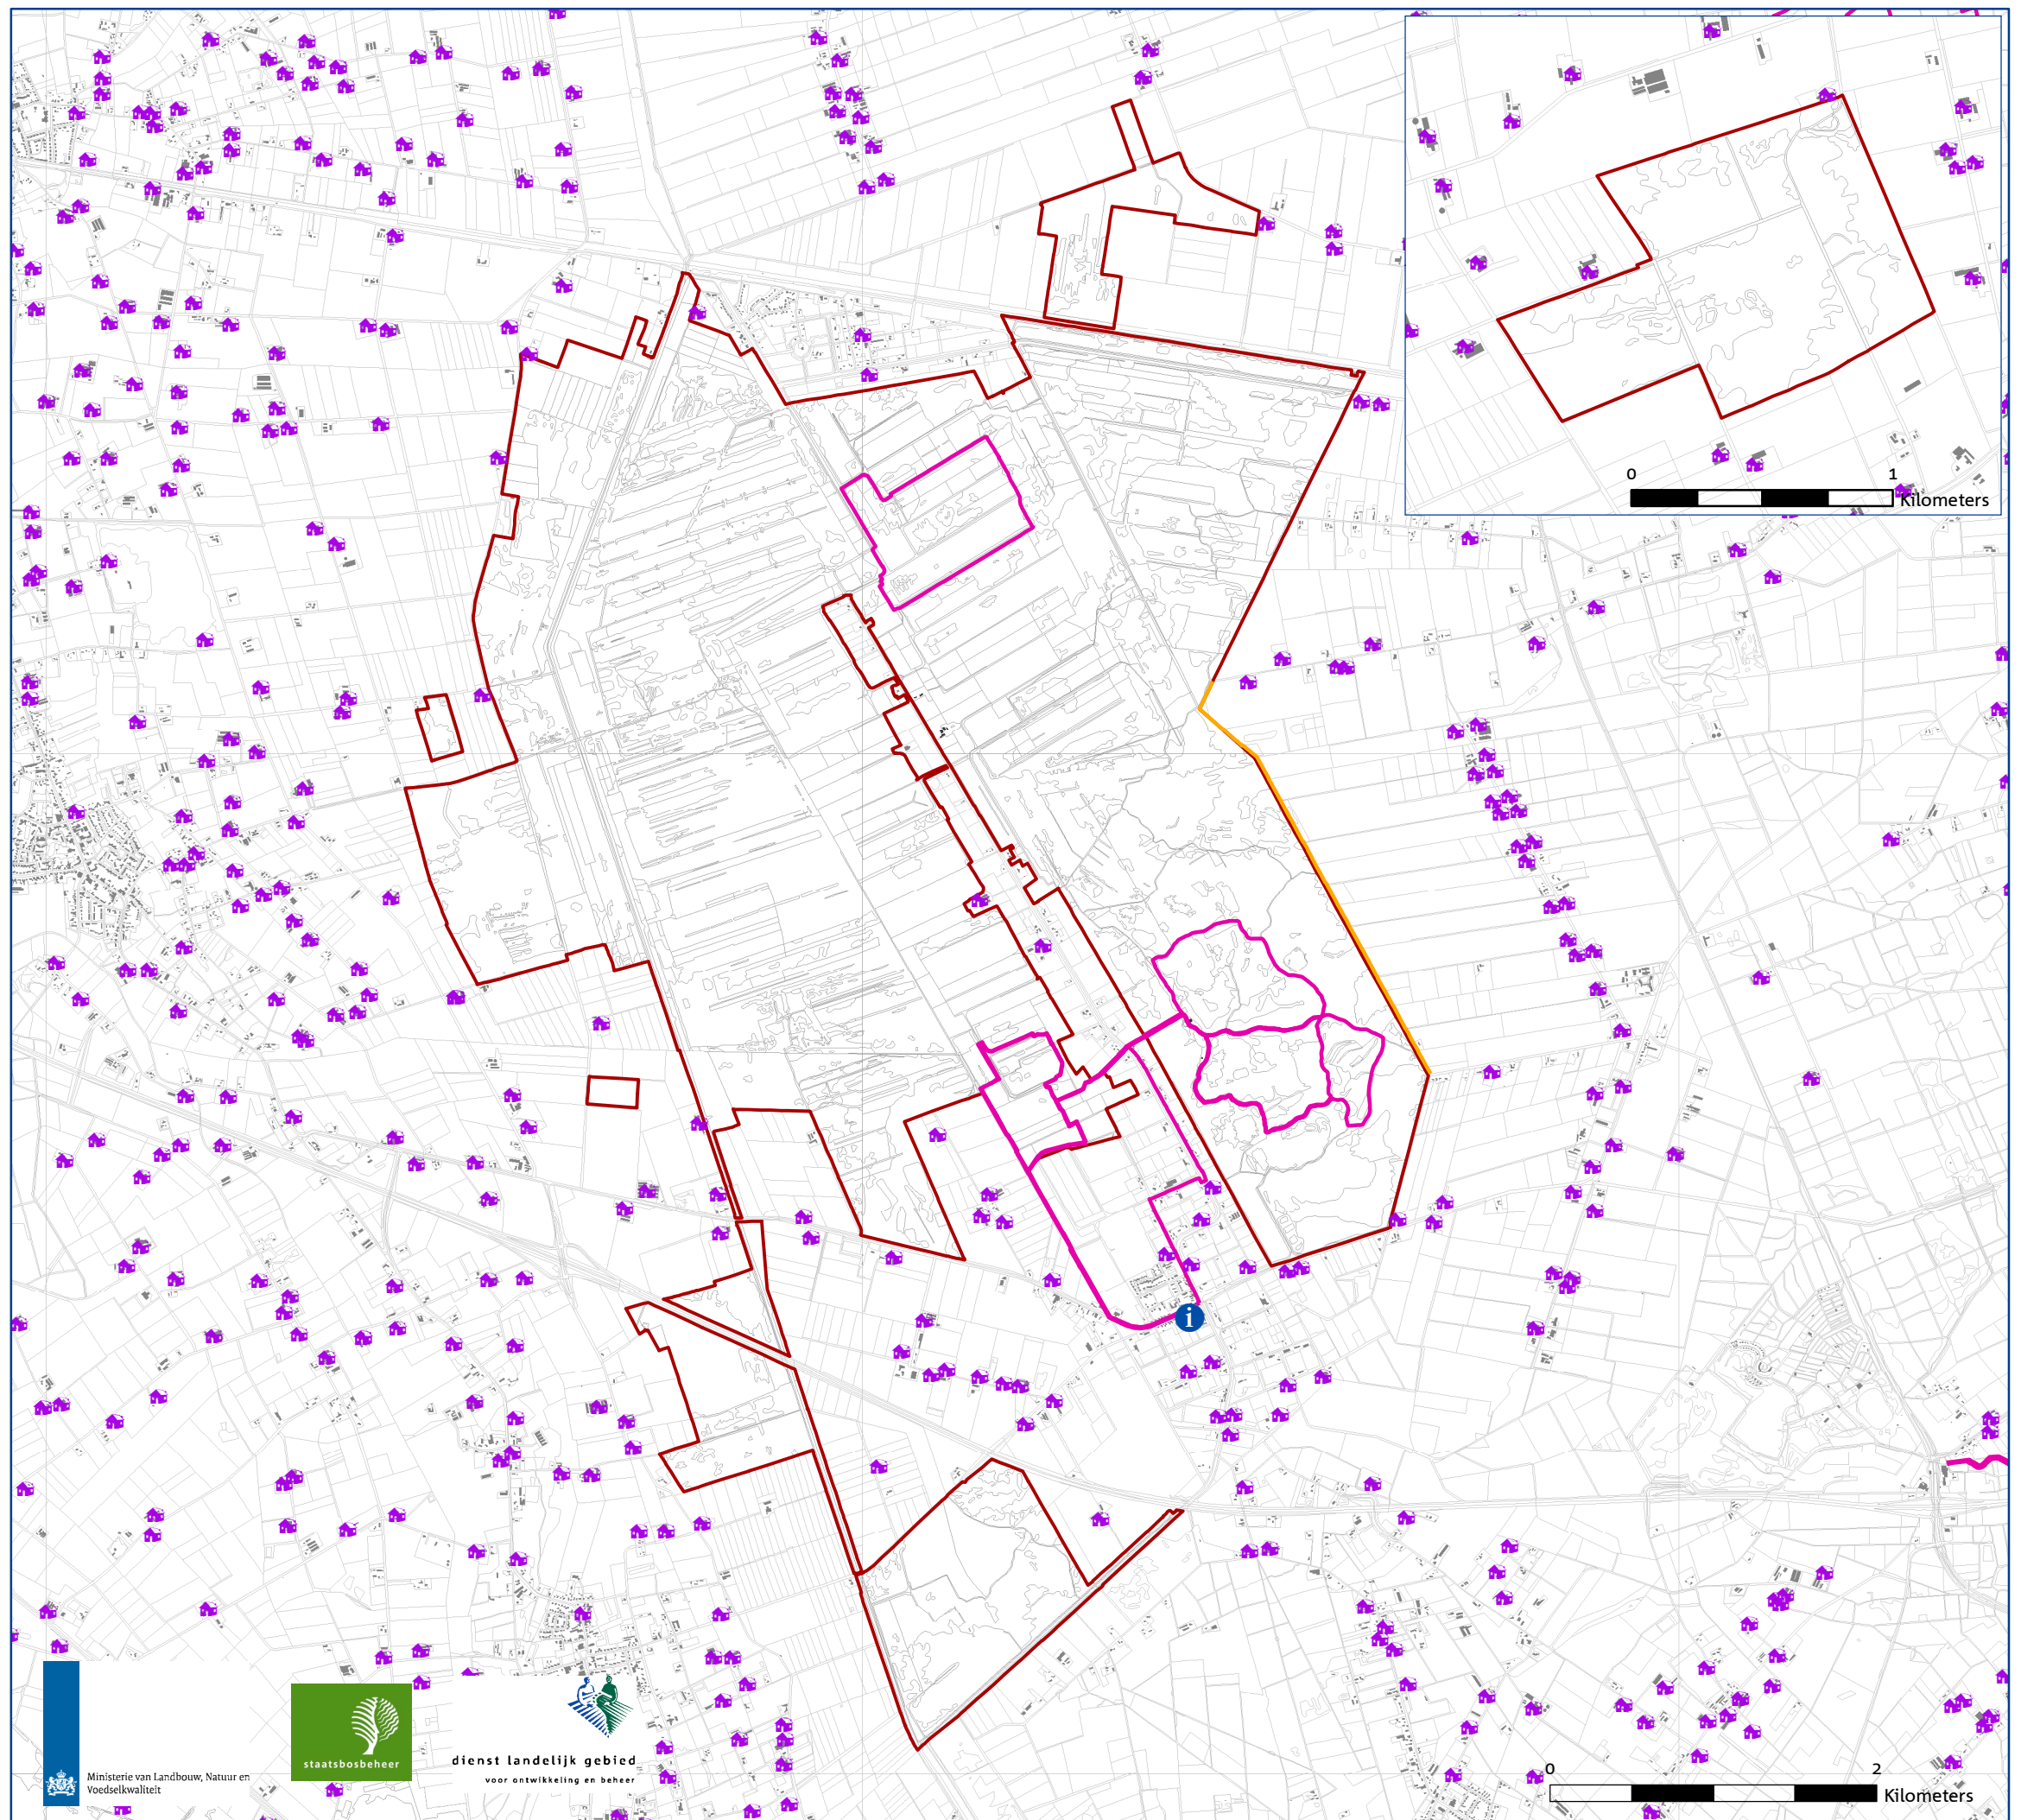 0 1
Kilometers
i
Ministerie van Landbouw, Natuur en
Voedselkwaliteit
staatsbosbeheer
dienst landelijk gebied
voor ontwikkeling en beheer
0 2
Kilometers